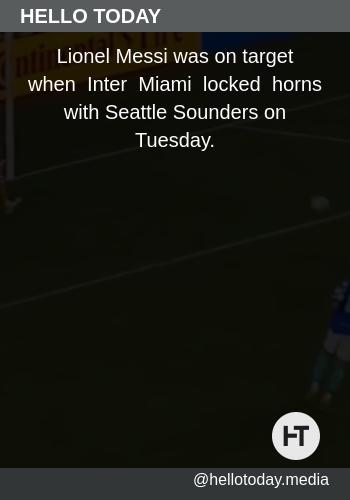 HELLO TODAY
Lionel Messi was on target
when Inter Miami locked horns
with Seattle Sounders on
Tuesday.
HT
@hellotoday.media